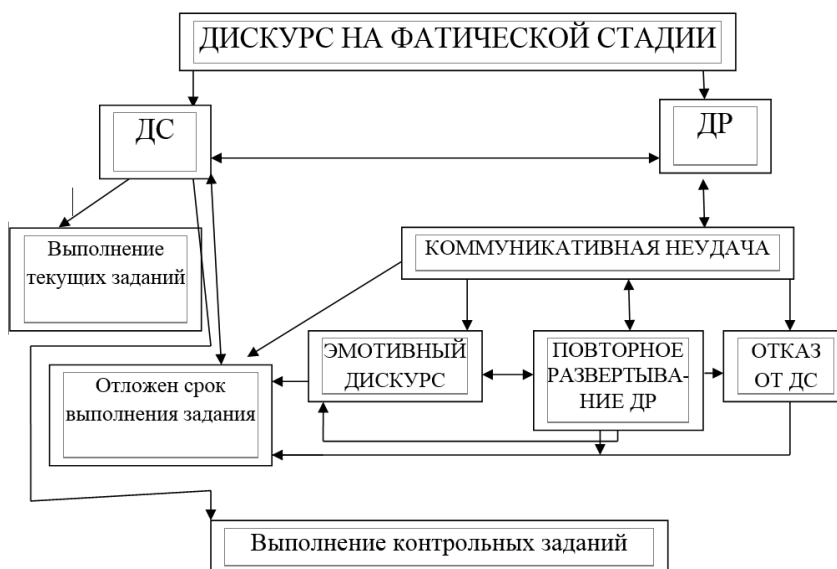 ДИСКУРС НА ФАТИЧЕСКОЙ СТАДИИ
ДС
ДР
Выполнение
текущих заданий
КОММУНИКАТИВНАЯ НЕУДАЧА
ЭМОТИВНЫЙ
ДИСКУРС
ПОВТОРНОЕ
РАЗВЕРТЫВА-
НИЕ ДР
ОТКАЗ
ОТ ДС
Отложен срок
выполнения задания
Выполнение контрольных заданий